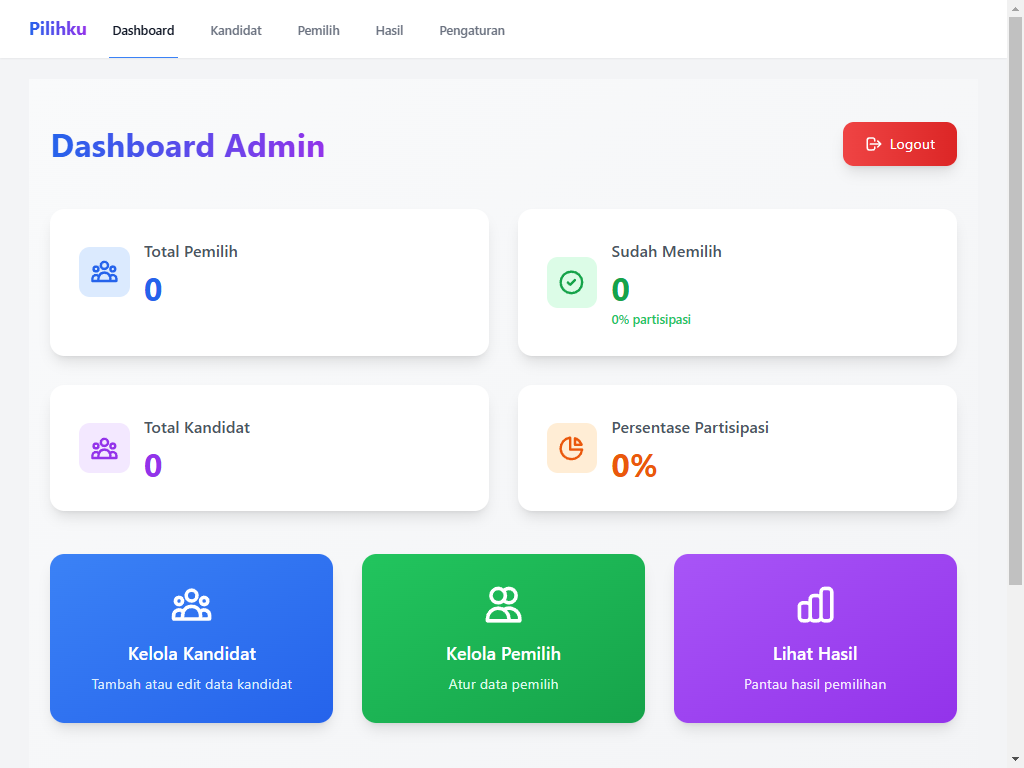 Pilihku
Dashboard
Kandidat
Pemilih
Hasil
Pengaturan
Dashboard Admin
Logout
Total Pemilih
0
Sudah Memilih
0
0% partisipasi
Total Kandidat
0
Persentase Partisipasi
0%
Kelola Kandidat
Tambah atau edit data kandidat
Kelola Pemilih
Atur data pemilih
Lihat Hasil
Pantau hasil pemilihan